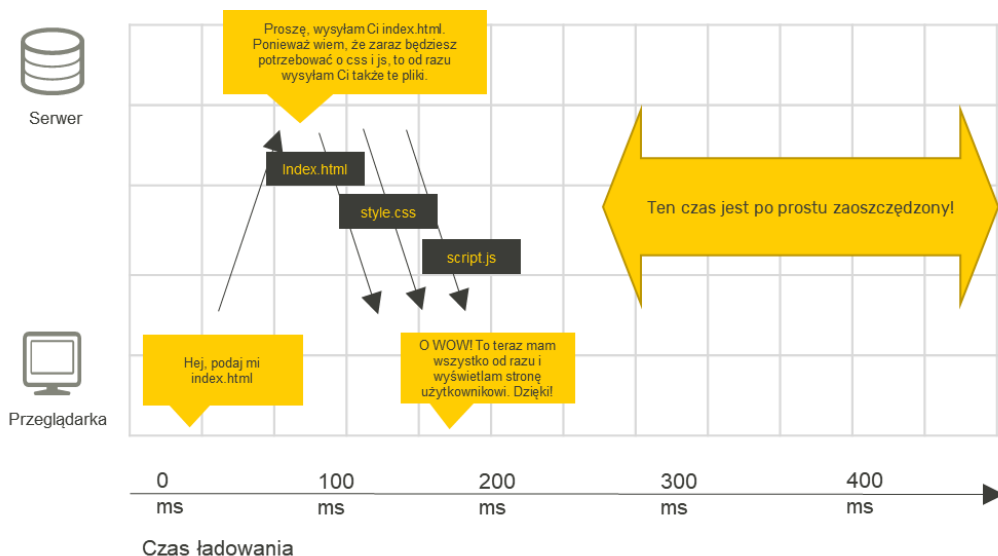 Proszę, wysyłam Ci index.html.
Ponieważ wiem, że zaraz będziesz
potrzebować o css i js, to od razu
wysyłam Ci także te pliki.
Serwer
Index.html
style.css
script.js
Ten czas jest po prostu zaoszczędzony!
Hej, podaj mi
index.html
O WOW! To teraz mam
wszystko od razu i
wyświetlam stronę
użytkownikowi. Dzięki!
Przeglądarka
0
ms
100
ms
200
ms
300
ms
400
ms
Czas ładowania